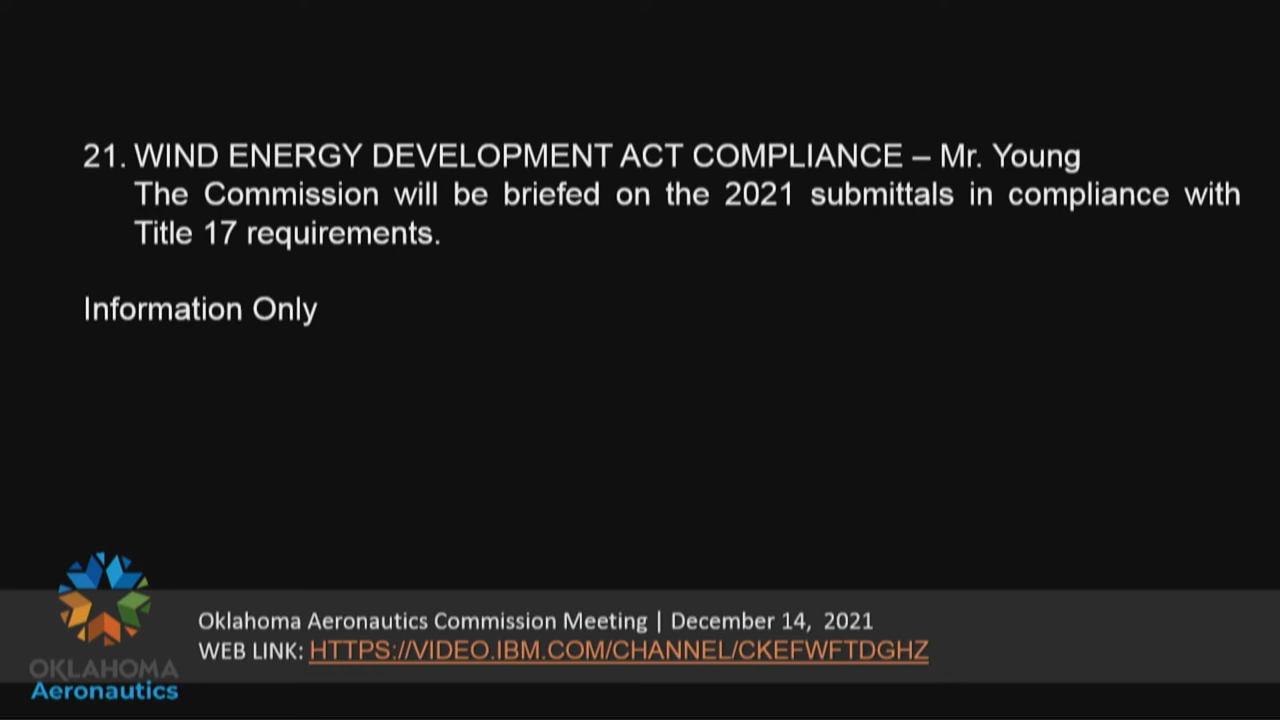 21. WIND ENERGY DEVELOPMENT ACT COMPLIANCE – Mr. Young
The Commission will be briefed on the 2021 submittals in compliance with
Title 17 requirements.
Information Only
Oklahoma Aeronautics Commission Meeting | December 14, 2021
WEB LINK: HTTPS://VIDEO.IBM.COM/CHANNEL/CKEFWFTDGHZ
OKLAHOMA
Aeronautics